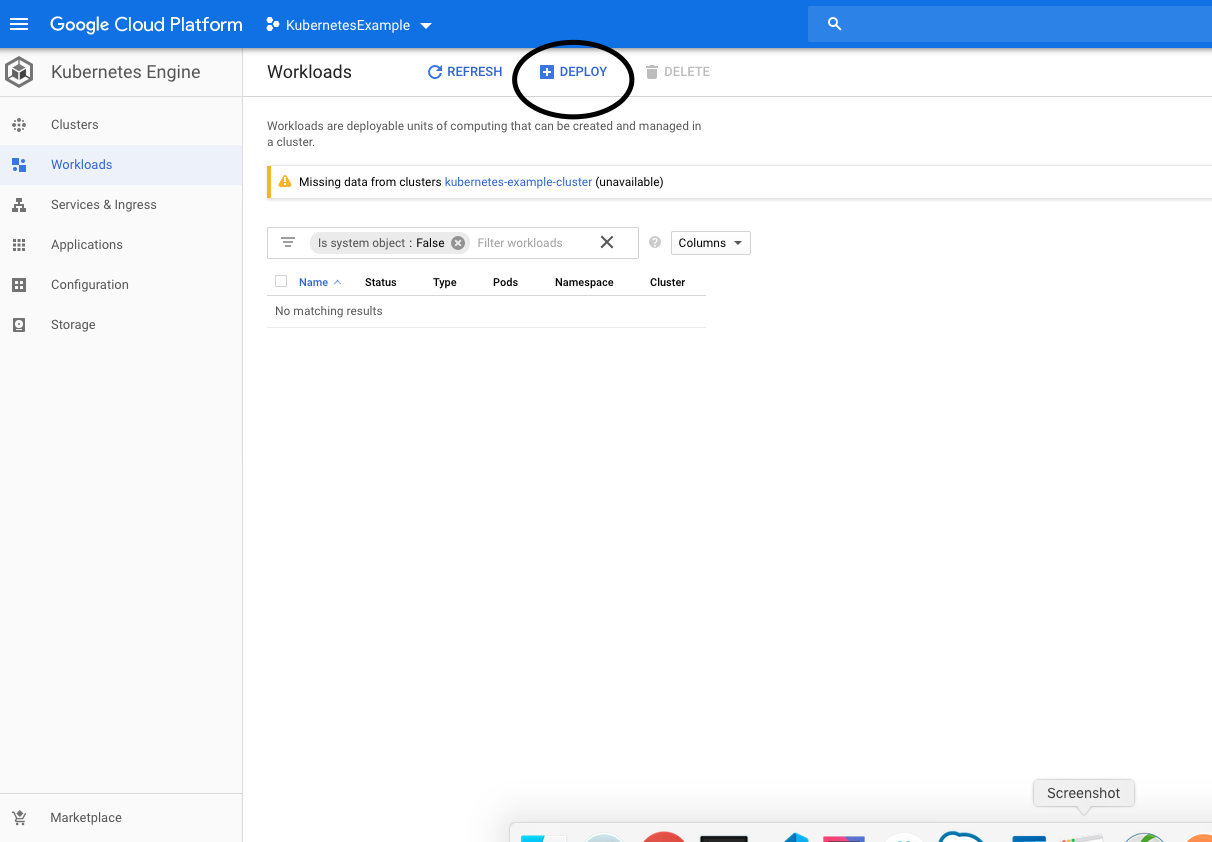 Google Cloud Platform
KubernetesExample
Kubernetes Engine
Workloads
REFRESH
DEPLOY
DELETE
Clusters
Workloads
Services & Ingress
Applications
Configuration
Storage
Workloads are deployable units of computing that can be created and managed in
a cluster.
Missing data from clusters kubernetes-example-cluster (unavailable)
Is system object : False
Filter workloads
Columns
Name Status Type Pods Namespace Cluster
No matching results
Screenshot
Marketplace